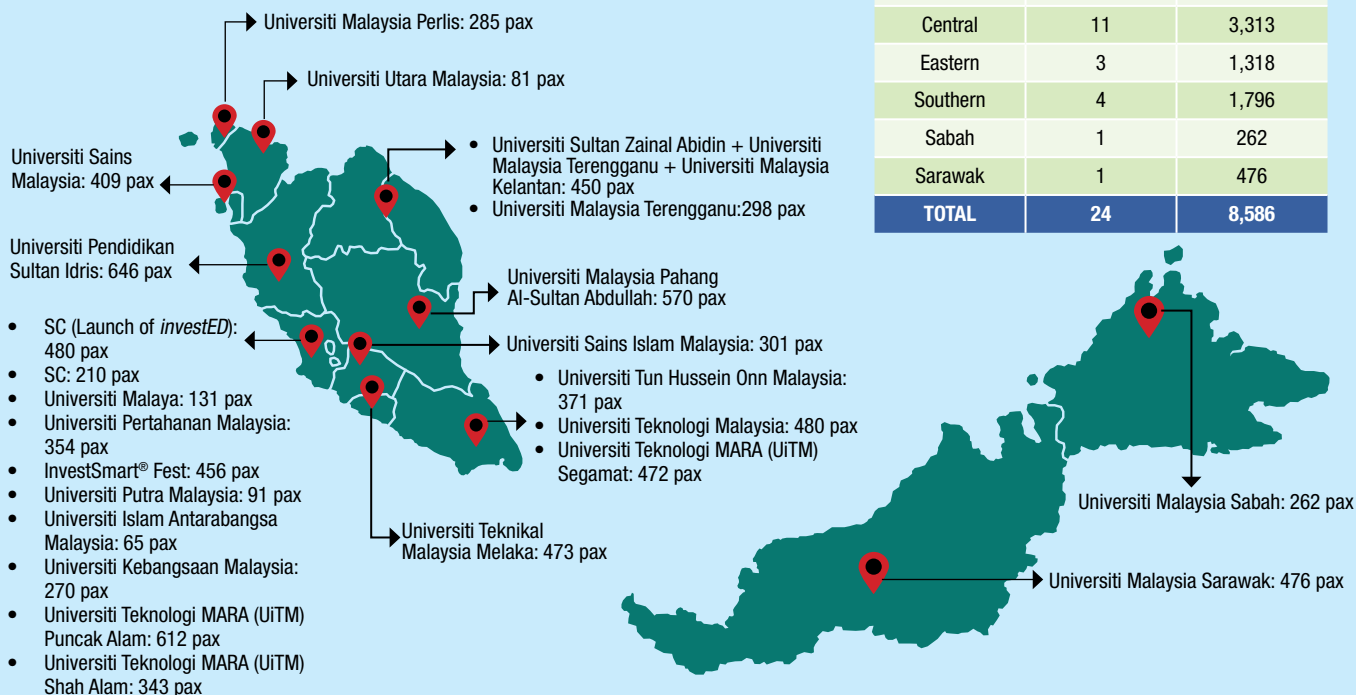 Universiti Malaysia Perlis: 285 pax
Universiti Utara Malaysia: 81 pax
Universiti Sains
Malaysia: 409 pax
Universiti Pendidikan
Sultan Idris: 646 pax
• SC (Launch of investED):
480 pax
• SC: 210 pax
• Universiti Malaya: 131 pax
• Universiti Pertahanan Malaysia:
354 pax
• InvestSmart® Fest: 456 pax
• Universiti Putra Malaysia: 91 pax
• Universiti Islam Antarabangsa
Malaysia: 65 pax
• Universiti Kebangsaan Malaysia:
270 pax
• Universiti Teknologi MARA (UiTM)
Puncak Alam: 612 pax
• Universiti Teknologi MARA (UiTM)
Shah Alam: 343 pax
• Universiti Sultan Zainal Abidin + Universiti
Malaysia Terengganu + Universiti Malaysia
Kelantan: 450 pax
• Universiti Malaysia Terengganu:298 pax
Universiti Malaysia Pahang
Al-Sultan Abdullah: 570 pax
Universiti Sains Islam Malaysia: 301 pax
• Universiti Tun Hussein Onn Malaysia:
371 pax
• Universiti Teknologi Malaysia: 480 pax
• Universiti Teknologi MARA (UiTM)
Segamat: 472 pax
Universiti Teknikal
Malaysia Melaka: 473 pax
Central 11 3,313
Eastern 3 1,318
Southern 4 1,796
Sabah 1 262
Sarawak 1 476
TOTAL 24 8,586
Universiti Malaysia Sabah: 262 pax
Universiti Malaysia Sarawak: 476 pax